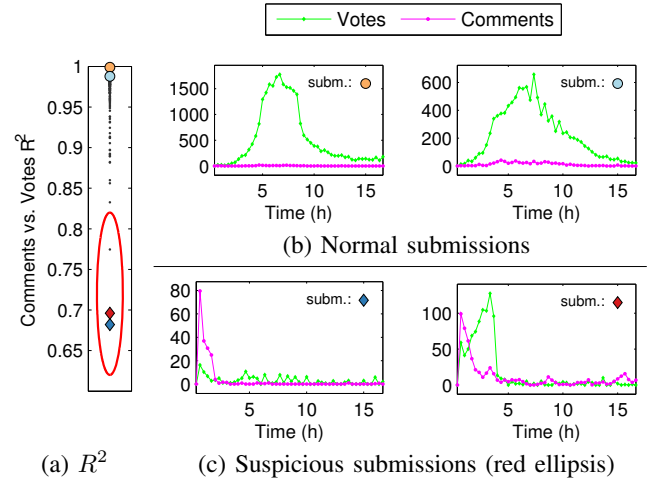 Votes Comments
Comments vs. Votes R²
1
0.95
0.9
0.85
0.8
0.75
0.7
0.65
(a) R²
subm.:
1500
1000
500
0
5 10 15
Time (h)
subm.:
600
400
200
0
5 10 15
Time (h)
(b) Normal submissions
subm.:
80
60
40
20
0
5 10 15
Time (h)
subm.:
100
50
0
5 10 15
Time (h)
(c) Suspicious submissions (red ellipsis)